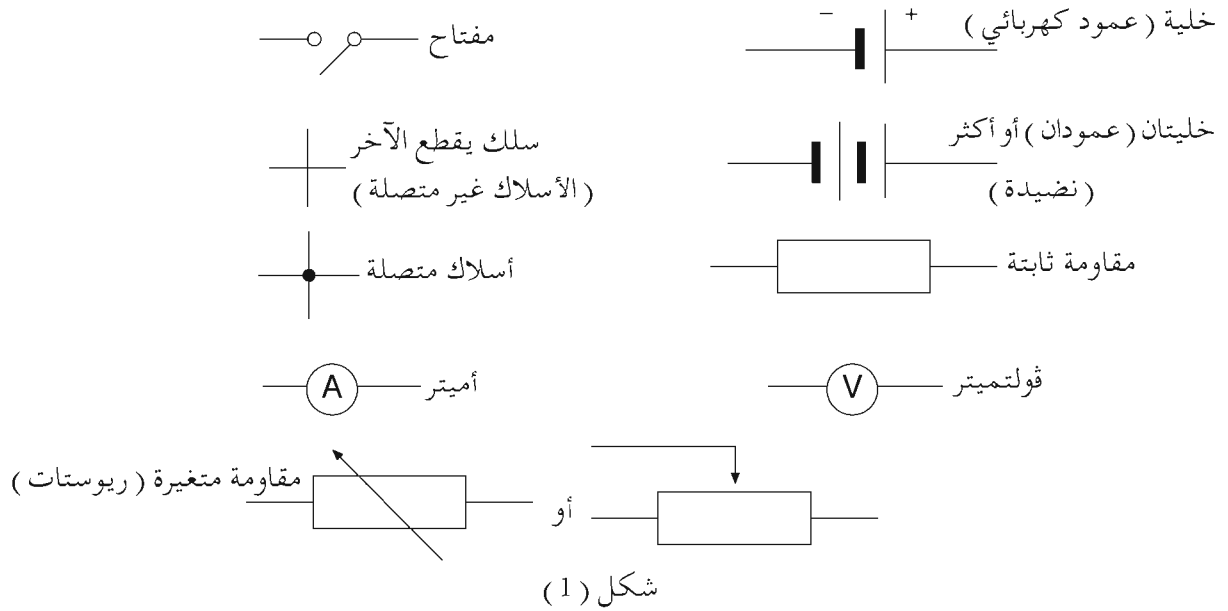 خلية (عمود كهربائي)
− +
مفتاح
خليتان (عمودان) أو أكثر
(نضيدة)
سلك يقطع الآخر
(الأسلاك غير متصلة)
مقاومة ثابتة
أسلاك متصلة
ڤولتميتر
V
أميتر
A
مقاومة متغيرة (ريوستات)
أو
شكل (1)